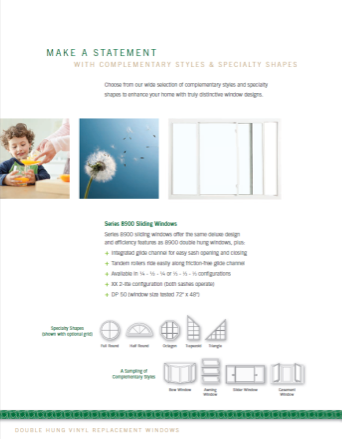 MAKE A STATEMENT
WITH COMPLEMENTARY STYLES & SPECIALTY SHAPES
Choose from our wide selection of complementary styles and specialty
shapes to enhance your home with truly distinctive window designs.
Series 8900 Sliding Windows
Series 8900 sliding windows offer the same deluxe design
and efficiency features as 8900 double hung windows, plus:
+ Integrated glide channel for easy sash opening and closing
+ Tandem rollers ride easily along friction-free glide channel
+ Available in ¼ - ½ - ¼ or ⅓ - ⅓ - ⅓ configurations
+ XX 2-lite configuration (both sashes operate)
+ DP 50 (window size tested 72" x 48")
Specialty Shapes
(shown with optional grid)
Full Round
Half Round
Octagon
Trapezoid
Triangle
A Sampling of
Complementary Styles
Bow Window
Awning
Window
Slider Window
Casement
Window
DOUBLE HUNG VINYL REPLACEMENT WINDOWS